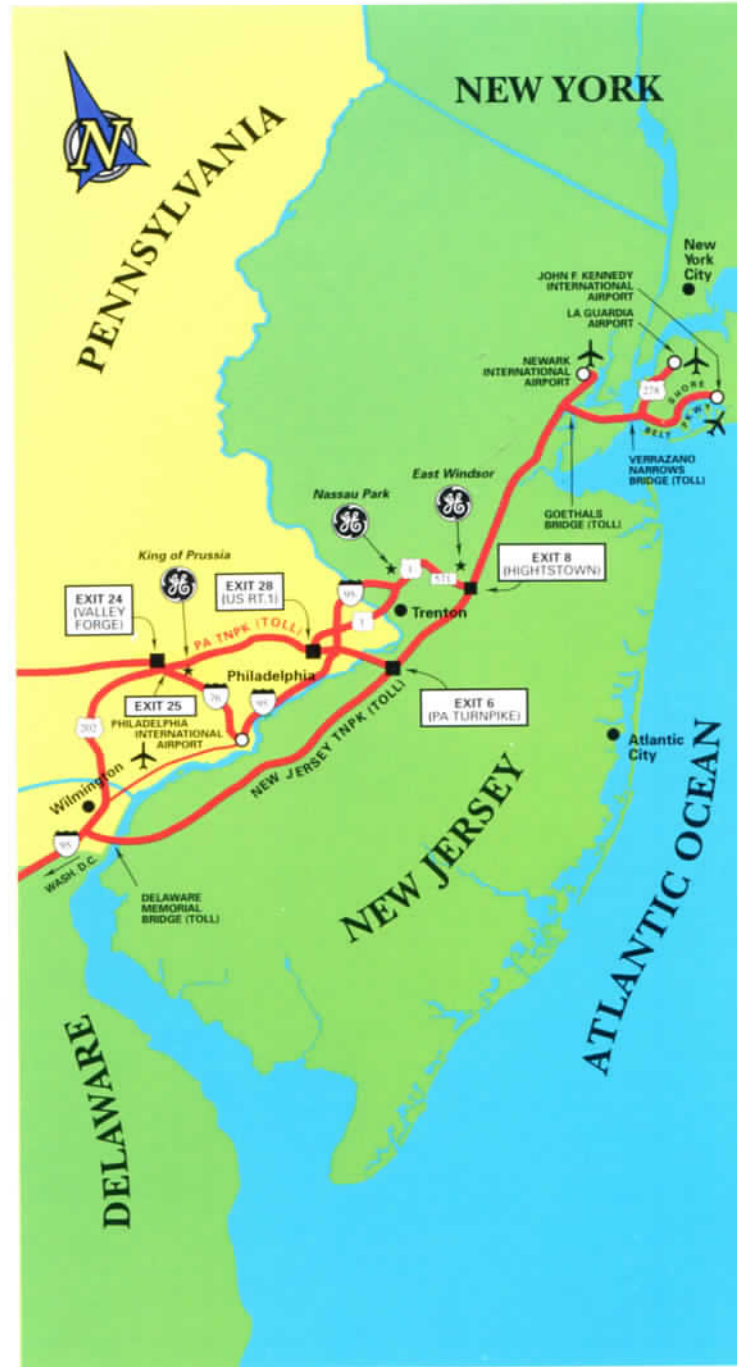 NEW YORK
N
PENNSYLVANIA
New
York
City
JOHN F. KENNEDY
INTERNATIONAL
AIRPORT
LA GUARDIA
AIRPORT
NEWARK
INTERNATIONAL
AIRPORT
278
SHORE
BELT PKWY
VERRAZANO
NARROWS
BRIDGE (TOLL)
GOETHALS
BRIDGE (TOLL)
East Windsor
Nassau Park
King of Prussia
GE
GE
GE
EXIT 8
(HIGHTSTOWN)
EXIT 28
(US RT.1)
EXIT 24
(VALLEY
FORGE)
1
571
95
1
Trenton
PA TNPK (TOLL)
Philadelphia
EXIT 25
76
95
202
EXIT 6
(PA TURNPIKE)
PHILADELPHIA
INTERNATIONAL
AIRPORT
NEW JERSEY TNPK (TOLL)
Atlantic
City
Wilmington
95
WASH. D.C.
DELAWARE
MEMORIAL
BRIDGE (TOLL)
NEW JERSEY
ATLANTIC OCEAN
DELAWARE